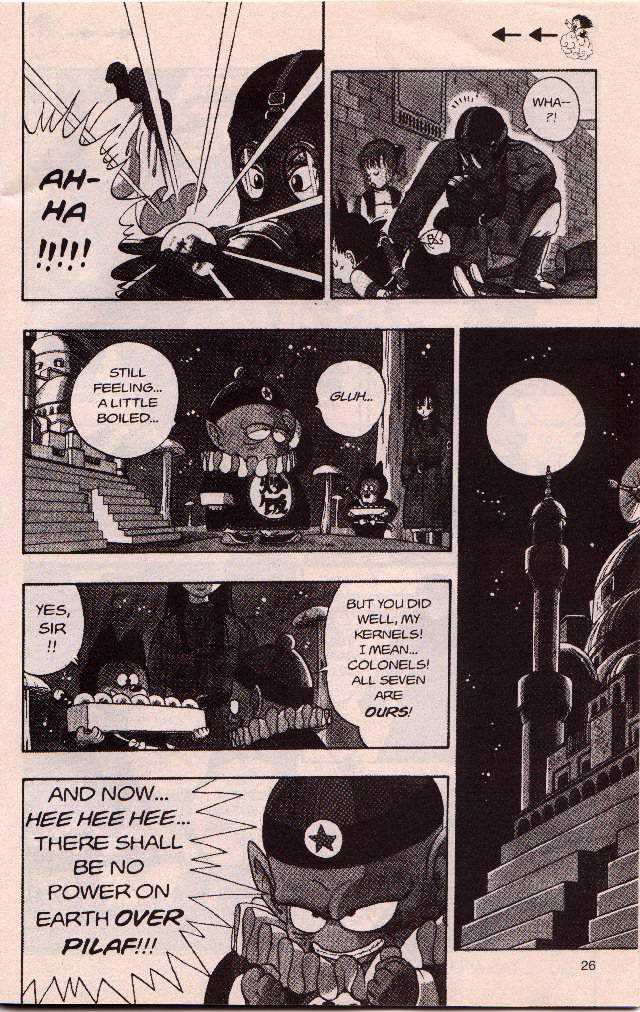 WHA—
?!
AH-
HA
!!!!!
GLUH...
STILL
FEELING...
A LITTLE
BOILED...
BUT YOU DID
WELL, MY
KERNELS!
I MEAN...
COLONELS!
ALL SEVEN
ARE
OURS!
YES,
SIR
!!
AND NOW...
HEE HEE HEE...
THERE SHALL
BE NO
POWER ON
EARTH OVER
PILAF!!!
26